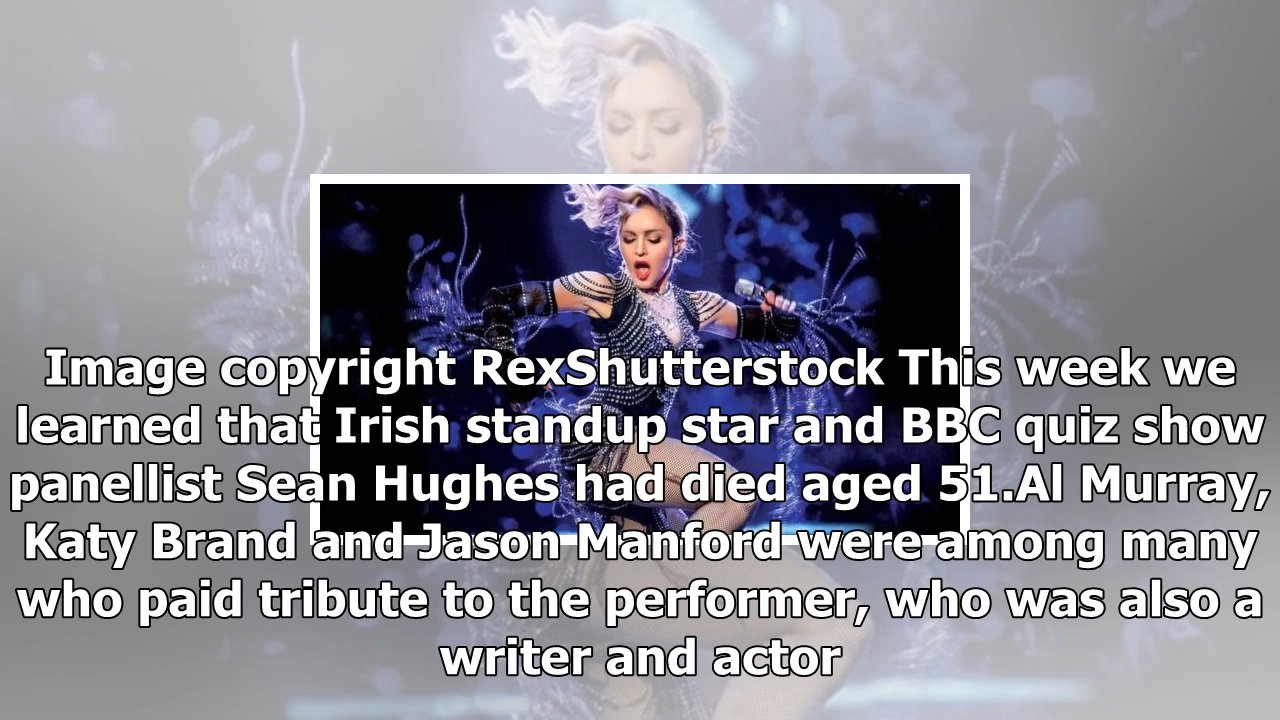 Image copyright RexShutterstock This week we
learned that Irish standup star and BBC quiz show
panellist Sean Hughes had died aged 51.Al Murray,
Katy Brand and Jason Manford were among many
who paid tribute to the performer, who was also a
writer and actor